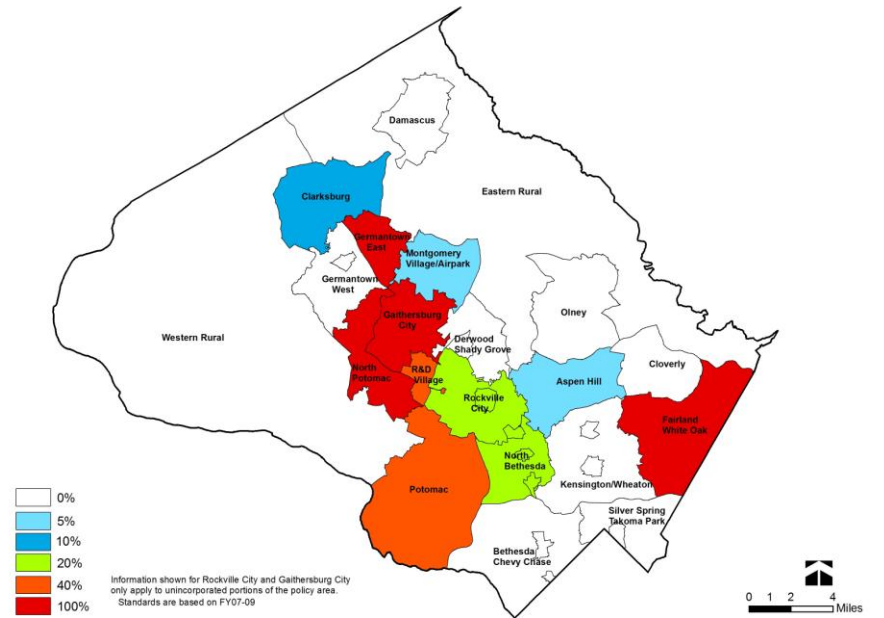 Damascus
Eastern Rural
Clarksburg
Germantown
East
Montgomery
Village/Airpark
Germantown
West
Olney
Gaithersburg
City
Western Rural
Derwood
Shady Grove
Cloverly
North
Potomac
R&D
Village
Aspen Hill
Rockville
City
Fairland
White Oak
North
Bethesda
Kensington/Wheaton
Potomac
Silver Spring
Takoma Park
Bethesda
Chevy Chase
0%
5%
10%
20%
40%
100%
Information shown for Rockville City and Gaithersburg City
only apply to unincorporated portions of the policy area.
Standards are based on FY07-09
0 1 2 4
Miles